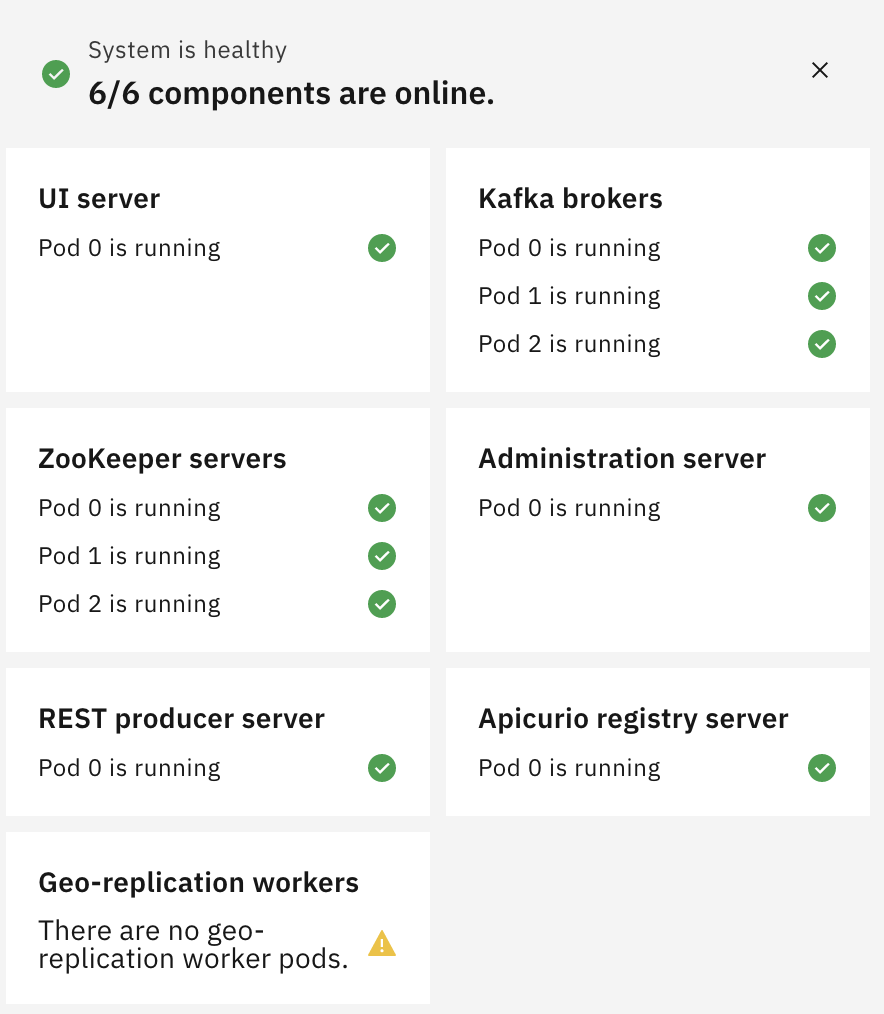 System is healthy
6/6 components are online.
UI server
Pod 0 is running
Kafka brokers
Pod 0 is running
Pod 1 is running
Pod 2 is running
ZooKeeper servers
Pod 0 is running
Pod 1 is running
Pod 2 is running
Administration server
Pod 0 is running
REST producer server
Pod 0 is running
Apicurio registry server
Pod 0 is running
Geo-replication workers
There are no geo-
replication worker pods.